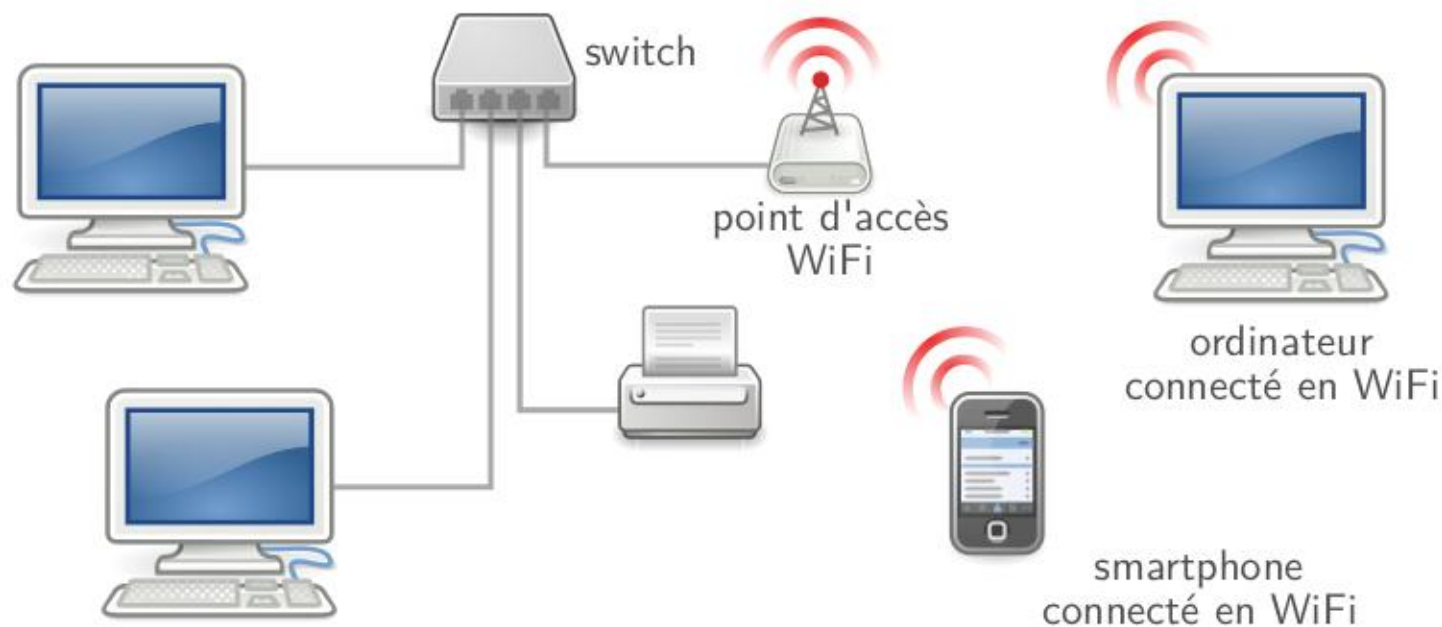 switch
point d'accès
WiFi
ordinateur
connecté en WiFi
smartphone
connecté en WiFi